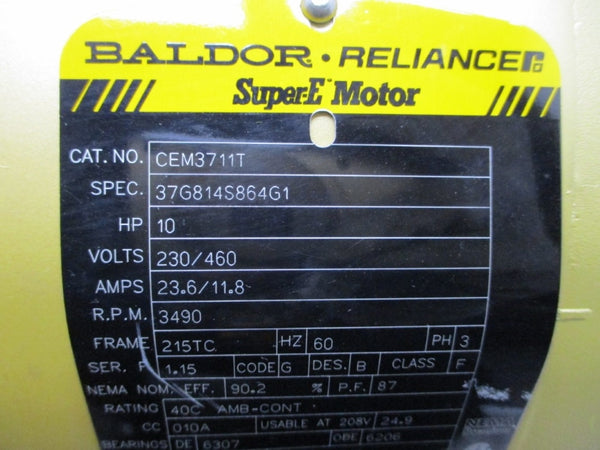 BALDOR • RELIANCE
Super-E™ Motor
CAT. NO. CEM3711T
SPEC. 37G814S864G1
HP 10
VOLTS 230/460
AMPS 23.6/11.8
R.P.M. 3490
FRAME 215TC HZ 60 PH 3
SER. F 1.15 CODE G DES. B CLASS F
NEMA NOM. EFF. 90.2 % P.F. 87
RATING 40C AMB-CONT
CC 010A USABLE AT 208V 24.9
BEARINGS DE 6307 ODE 6206